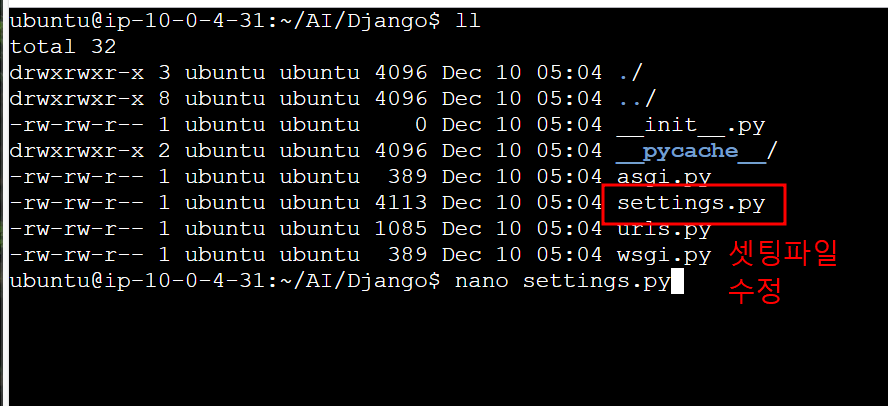 ubuntu@ip-10-0-4-31:~/AI/Django$ ll
total 32
drwxrwxr-x 3 ubuntu ubuntu 4096 Dec 10 05:04 ./
drwxrwxr-x 8 ubuntu ubuntu 4096 Dec 10 05:04 ../
-rw-rw-r-- 1 ubuntu ubuntu    0 Dec 10 05:04 __init__.py
drwxrwxr-x 2 ubuntu ubuntu 4096 Dec 10 05:04 __pycache__/
-rw-rw-r-- 1 ubuntu ubuntu  389 Dec 10 05:04 asgi.py
-rw-rw-r-- 1 ubuntu ubuntu 4113 Dec 10 05:04 settings.py
-rw-rw-r-- 1 ubuntu ubuntu 1085 Dec 10 05:04 urls.py
-rw-rw-r-- 1 ubuntu ubuntu  389 Dec 10 05:04 wsgi.py
ubuntu@ip-10-0-4-31:~/AI/Django$ nano settings.py
셋팅파일
수정